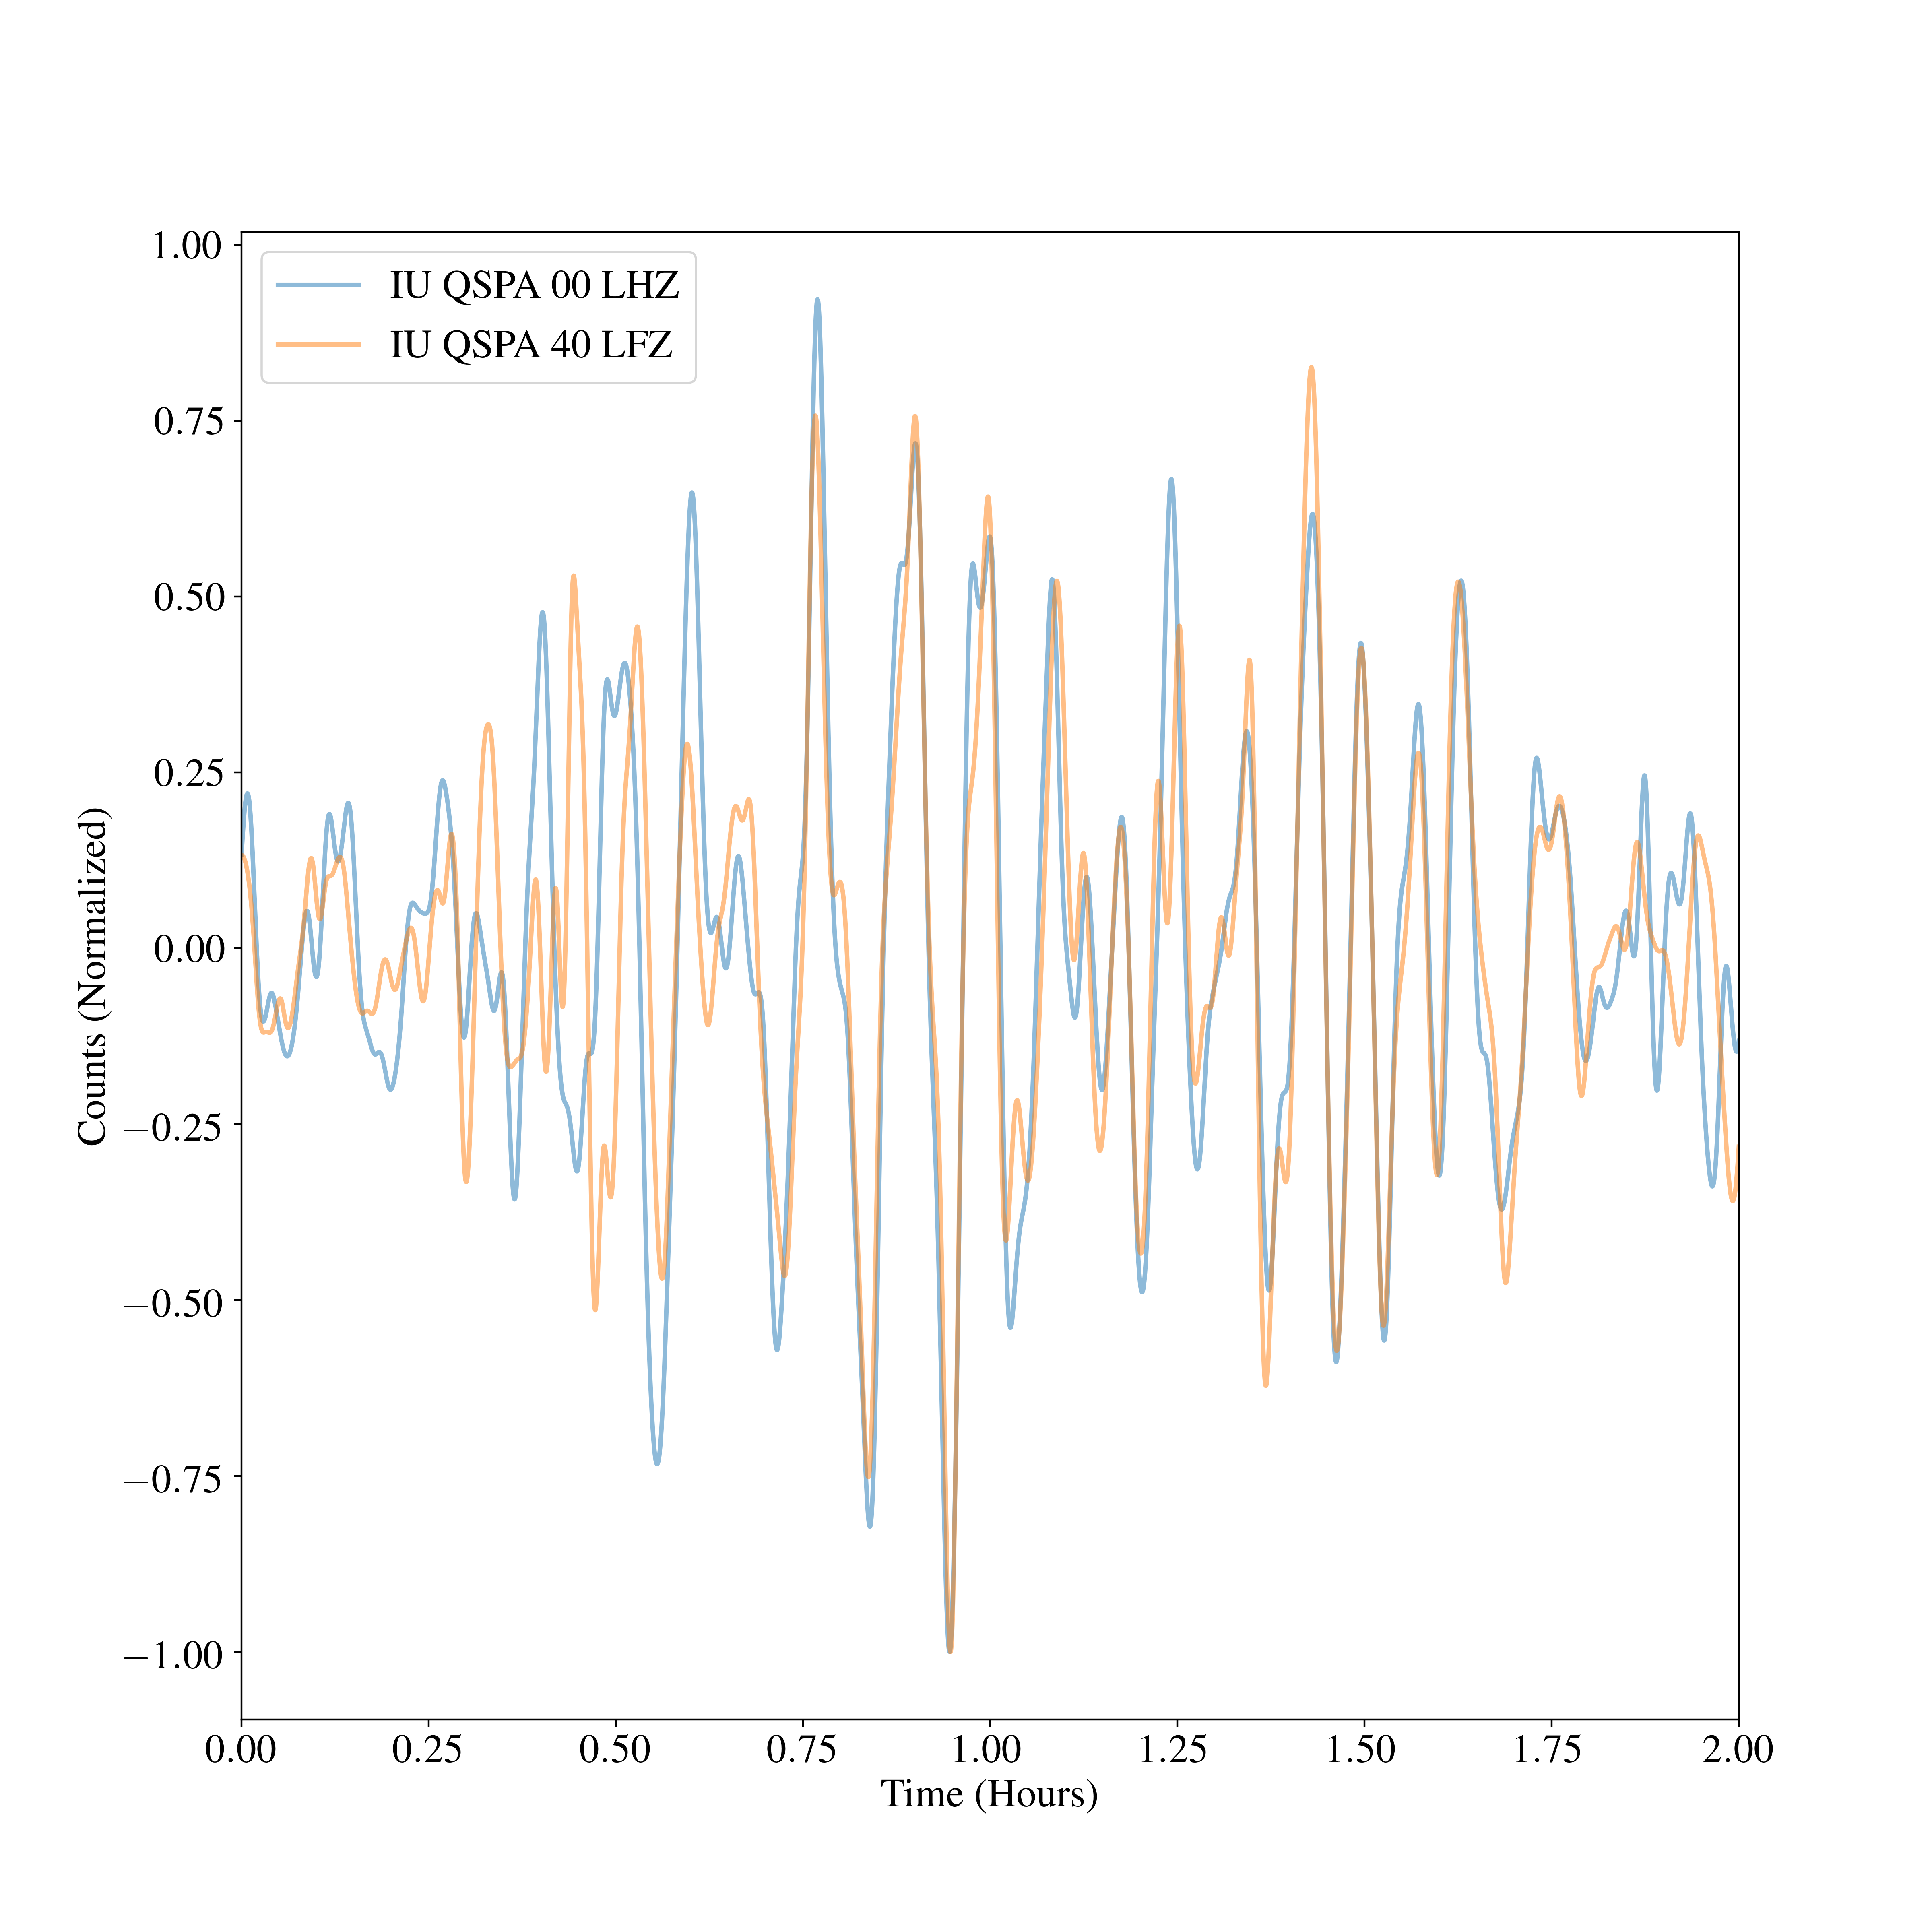 IU QSPA 00 LHZ
IU QSPA 40 LFZ
1.00
0.75
0.50
0.25
0.00
−0.25
−0.50
−0.75
−1.00
Counts (Normalized)
0.00 0.25 0.50 0.75 1.00 1.25 1.50 1.75 2.00
Time (Hours)